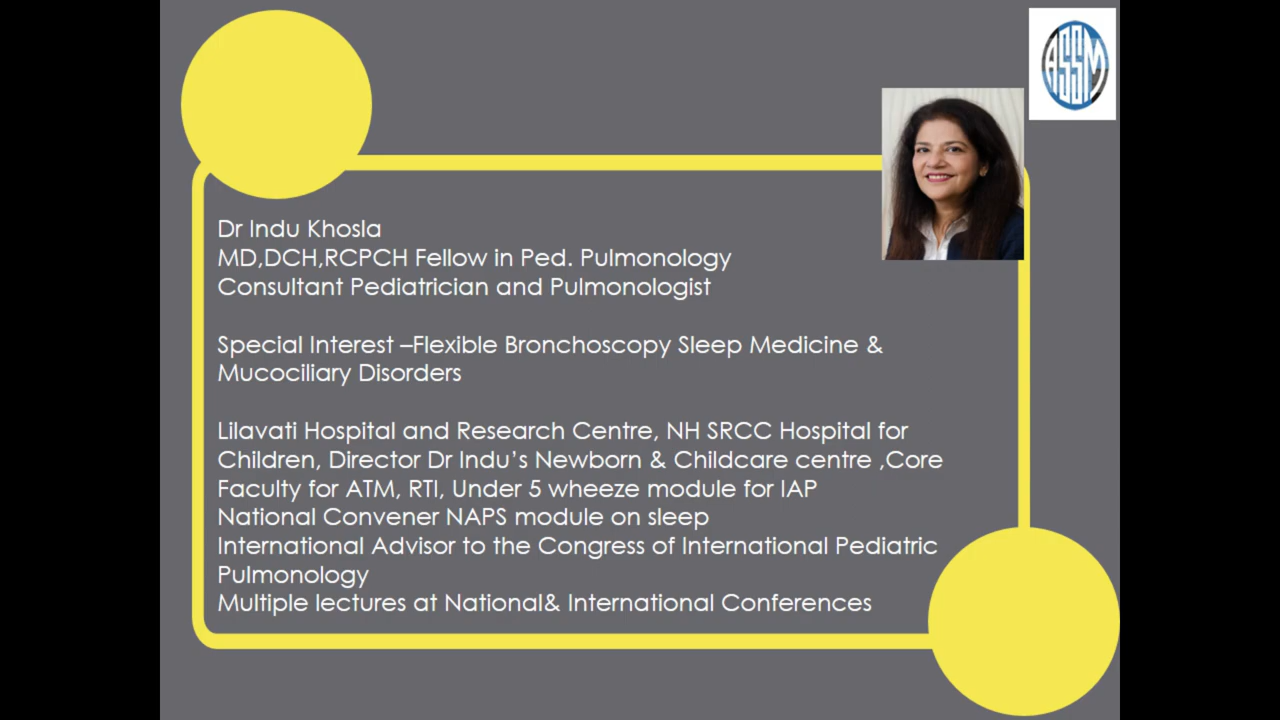 ASSM
Dr Indu Khosla
MD,DCH,RCPCH Fellow in Ped. Pulmonology
Consultant Pediatrician and Pulmonologist
Special Interest –Flexible Bronchoscopy Sleep Medicine &
Mucociliary Disorders
Lilavati Hospital and Research Centre, NH SRCC Hospital for
Children, Director Dr Indu’s Newborn & Childcare centre ,Core
Faculty for ATM, RTI, Under 5 wheeze module for IAP
National Convener NAPS module on sleep
International Advisor to the Congress of International Pediatric
Pulmonology
Multiple lectures at National& International Conferences